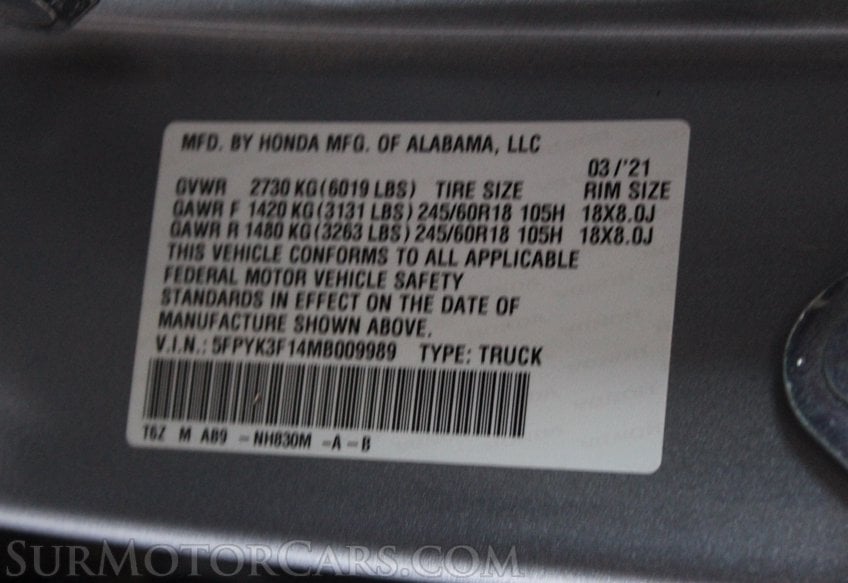 MFD. BY HONDA MFG. OF ALABAMA, LLC
03/'21
GVWR 2730 KG(6019 LBS) TIRE SIZE RIM SIZE
GAWR F 1420 KG(3131 LBS) 245/60R18 105H 18X8.0J
GAWR R 1480 KG(3263 LBS) 245/60R18 105H 18X8.0J
THIS VEHICLE CONFORMS TO ALL APPLICABLE
FEDERAL MOTOR VEHICLE SAFETY
STANDARDS IN EFFECT ON THE DATE OF
MANUFACTURE SHOWN ABOVE.
V.I.N.: 5FPYK3F14MB009989 TYPE: TRUCK
T6Z M AB9 -NH830M -A-B
SURMOTORCARS.COM